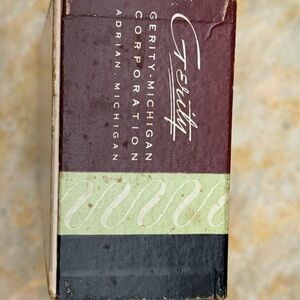 Gerity
GERITY-MICHIGAN
CORPORATION
ADRIAN, MICHIGAN